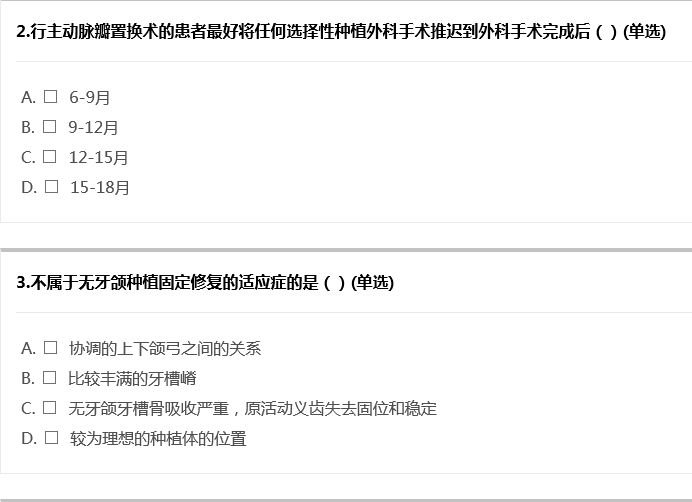 2.行主动脉瓣置换术的患者最好将任何选择性种植外科手术推迟到外科手术完成后 ( ) (单选)
A. □ 6-9月
B. □ 9-12月
C. □ 12-15月
D. □ 15-18月
3.不属于无牙颌种植固定修复的适应症的是 ( ) (单选)
A. □ 协调的上下颌弓之间的关系
B. □ 比较丰满的牙槽嵴
C. □ 无牙颌牙槽骨吸收严重，原活动义齿失去固位和稳定
D. □ 较为理想的种植体的位置